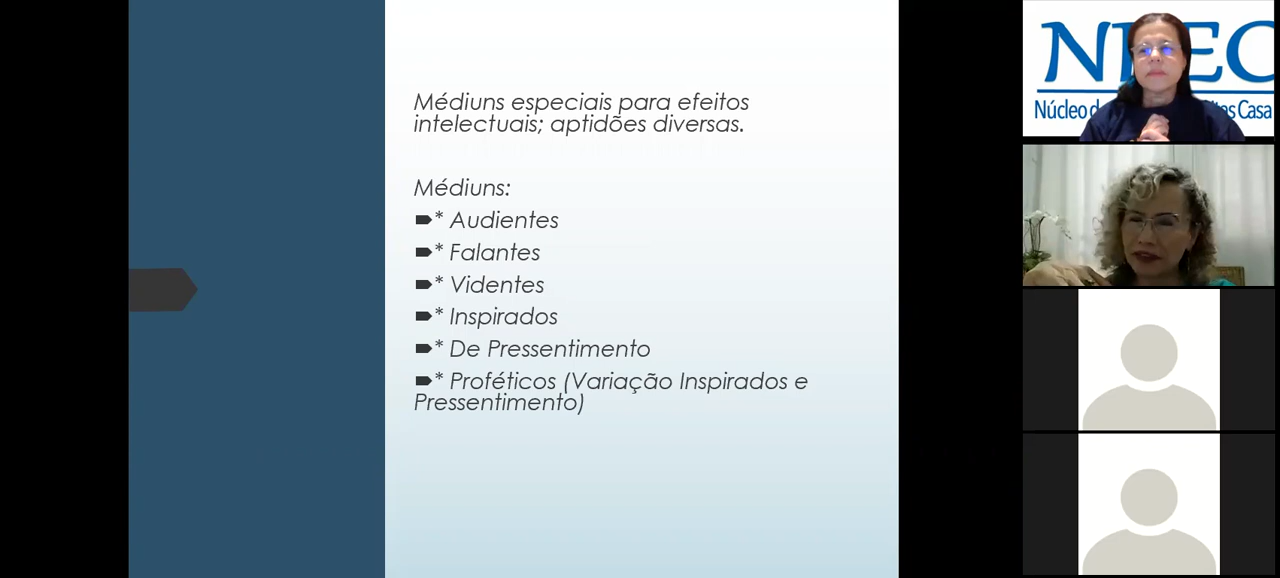 Médiuns especiais para efeitos
intelectuais; aptidões diversas.
Médiuns:
* Audientes
* Falantes
* Videntes
* Inspirados
* De Pressentimento
* Proféticos (Variação Inspirados e
Pressentimento)
Núcleo Casa